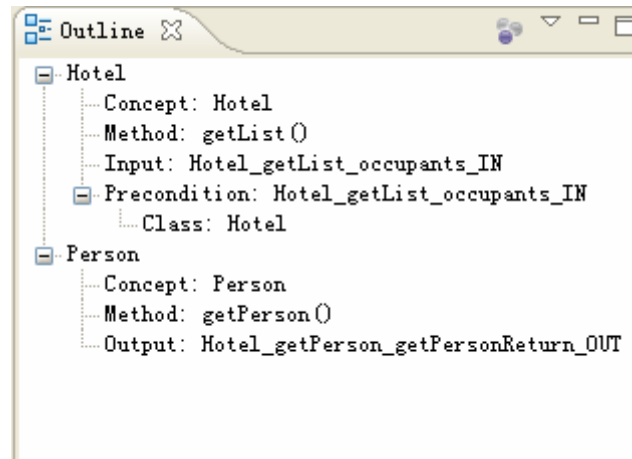 Outline
Hotel
Concept: Hotel
Method: getList()
Input: Hotel_getList_occupants_IN
Precondition: Hotel_getList_occupants_IN
Class: Hotel
Person
Concept: Person
Method: getPerson()
Output: Hotel_getPerson_getPersonReturn_OUT